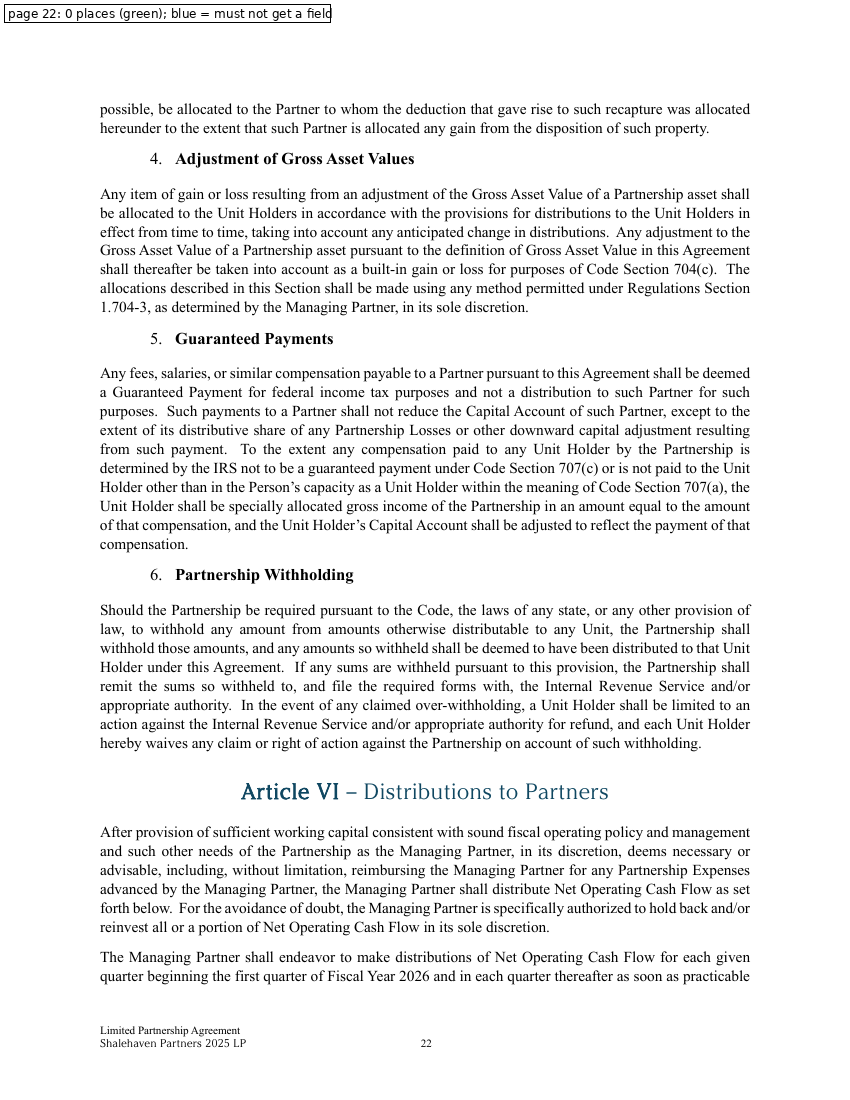 page 22: 0 places (green); blue = must not get a field
possible, be allocated to the Partner to whom the deduction that gave rise to such recapture was allocated
hereunder to the extent that such Partner is allocated any gain from the disposition of such property.
4. Adjustment of Gross Asset Values
Any item of gain or loss resulting from an adjustment of the Gross Asset Value of a Partnership asset shall
be allocated to the Unit Holders in accordance with the provisions for distributions to the Unit Holders in
effect from time to time, taking into account any anticipated change in distributions. Any adjustment to the
Gross Asset Value of a Partnership asset pursuant to the definition of Gross Asset Value in this Agreement
shall thereafter be taken into account as a built-in gain or loss for purposes of Code Section 704(c). The
allocations described in this Section shall be made using any method permitted under Regulations Section
1.704-3, as determined by the Managing Partner, in its sole discretion.
5. Guaranteed Payments
Any fees, salaries, or similar compensation payable to a Partner pursuant to this Agreement shall be deemed
a Guaranteed Payment for federal income tax purposes and not a distribution to such Partner for such
purposes. Such payments to a Partner shall not reduce the Capital Account of such Partner, except to the
extent of its distributive share of any Partnership Losses or other downward capital adjustment resulting
from such payment. To the extent any compensation paid to any Unit Holder by the Partnership is
determined by the IRS not to be a guaranteed payment under Code Section 707(c) or is not paid to the Unit
Holder other than in the Person’s capacity as a Unit Holder within the meaning of Code Section 707(a), the
Unit Holder shall be specially allocated gross income of the Partnership in an amount equal to the amount
of that compensation, and the Unit Holder’s Capital Account shall be adjusted to reflect the payment of that
compensation.
6. Partnership Withholding
Should the Partnership be required pursuant to the Code, the laws of any state, or any other provision of
law, to withhold any amount from amounts otherwise distributable to any Unit, the Partnership shall
withhold those amounts, and any amounts so withheld shall be deemed to have been distributed to that Unit
Holder under this Agreement. If any sums are withheld pursuant to this provision, the Partnership shall
remit the sums so withheld to, and file the required forms with, the Internal Revenue Service and/or
appropriate authority. In the event of any claimed over-withholding, a Unit Holder shall be limited to an
action against the Internal Revenue Service and/or appropriate authority for refund, and each Unit Holder
hereby waives any claim or right of action against the Partnership on account of such withholding.
Article VI – Distributions to Partners
After provision of sufficient working capital consistent with sound fiscal operating policy and management
and such other needs of the Partnership as the Managing Partner, in its discretion, deems necessary or
advisable, including, without limitation, reimbursing the Managing Partner for any Partnership Expenses
advanced by the Managing Partner, the Managing Partner shall distribute Net Operating Cash Flow as set
forth below. For the avoidance of doubt, the Managing Partner is specifically authorized to hold back and/or
reinvest all or a portion of Net Operating Cash Flow in its sole discretion.
The Managing Partner shall endeavor to make distributions of Net Operating Cash Flow for each given
quarter beginning the first quarter of Fiscal Year 2026 and in each quarter thereafter as soon as practicable
Limited Partnership Agreement
Shalehaven Partners 2025 LP 22